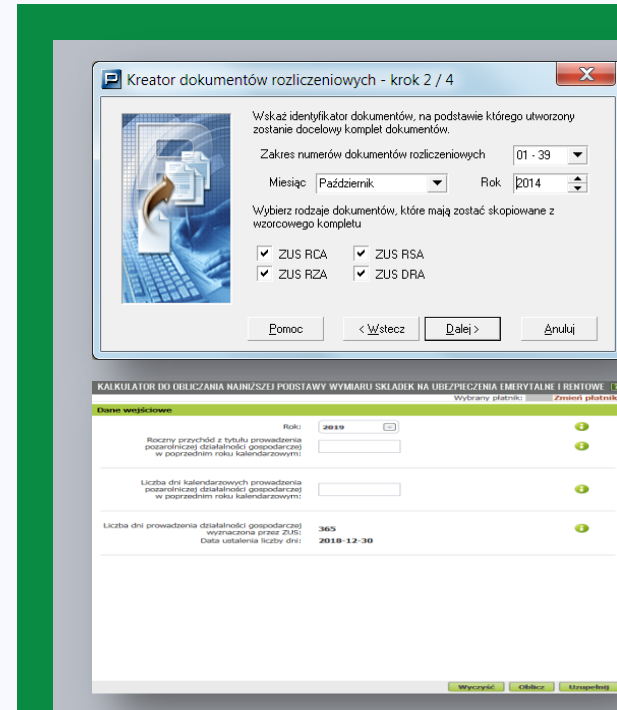 Kreator dokumentów rozliczeniowych - krok 2 / 4
Wskaż identyfikator dokumentów, na podstawie którego utworzony
zostanie docelowy komplet dokumentów.
Zakres numerów dokumentów rozliczeniowych 01 - 39
Miesiąc Październik Rok 2014
Wybierz rodzaje dokumentów, które mają zostać skopiowane z
wzorcowego kompletu
ZUS RCA ZUS RSA
ZUS RZA ZUS DRA
Pomoc < Wstecz Dalej > Anuluj
KALKULATOR DO OBLICZANIA NAJNIŻSZEJ PODSTAWY WYMIARU SKŁADEK NA UBEZPIECZENIA EMERYTALNE I RENTOWE
Wybrany płatnik: Zmień płatnik
Dane wejściowe
Rok: 2019
Roczny przychód z tytułu prowadzenia
pozarolniczej działalności gospodarczej
w poprzednim roku kalendarzowym:
Liczba dni kalendarzowych prowadzenia
pozarolniczej działalności gospodarczej
w poprzednim roku kalendarzowym:
Liczba dni prowadzenia działalności gospodarczej
wyznaczona przez ZUS: 365
Data ustalenia liczby dni: 2018-12-30
Wyczyść Oblicz Uzupełnij